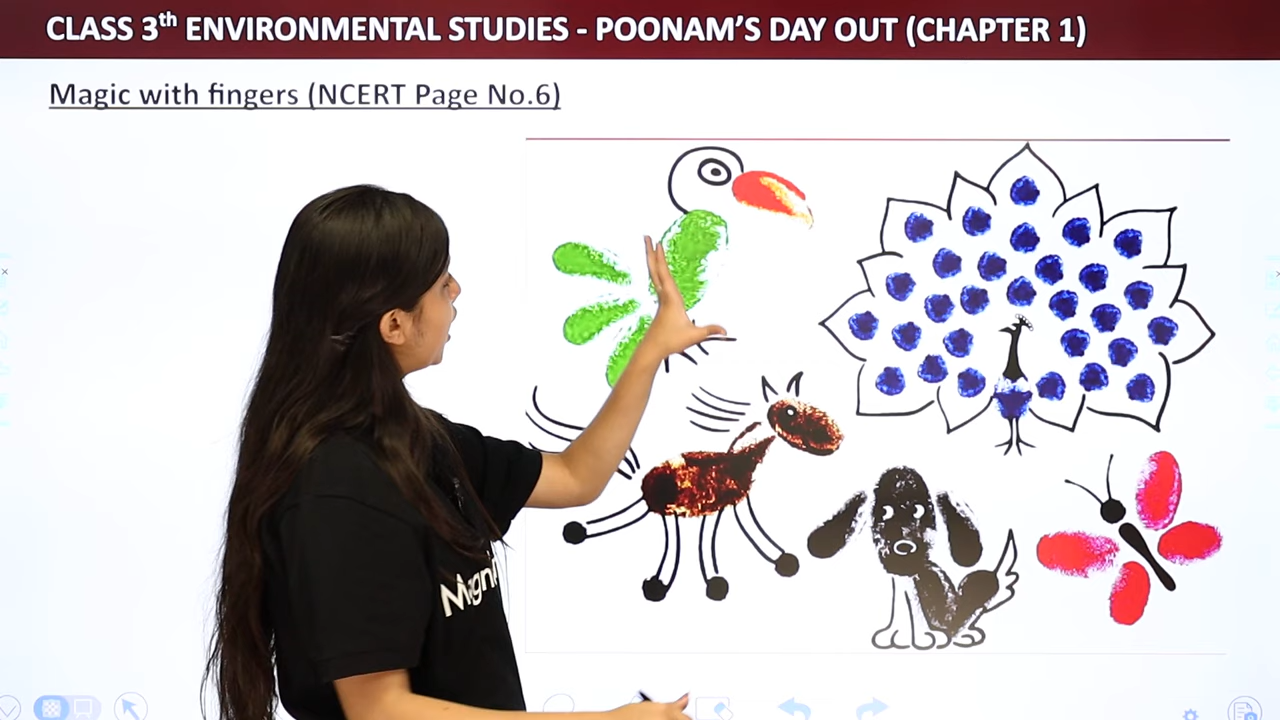 CLASS 3th ENVIRONMENTAL STUDIES - POONAM'S DAY OUT (CHAPTER 1)
Magic with fingers (NCERT Page No.6)